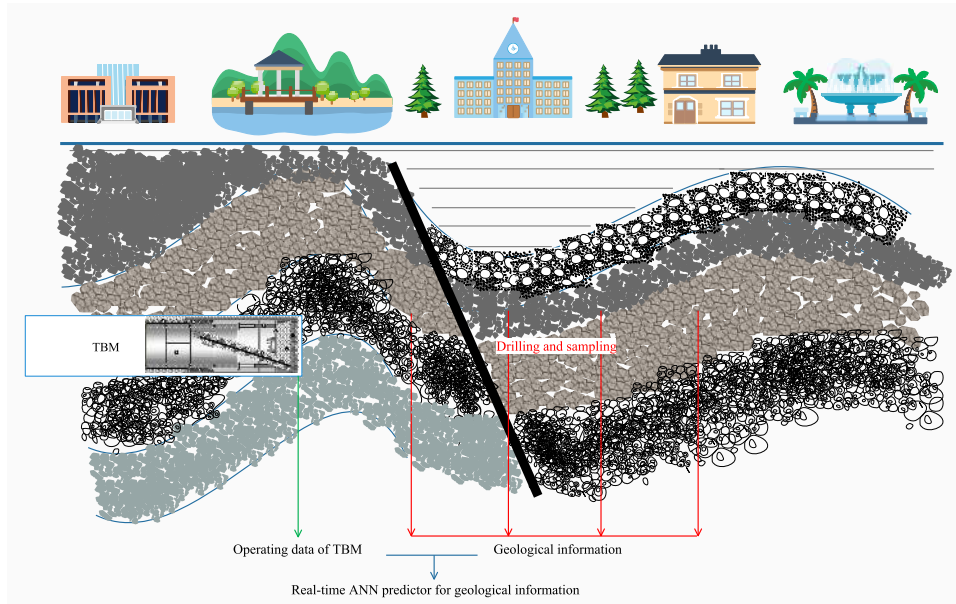 TBM
Drilling and sampling
Operating data of TBM
Geological information
Real-time ANN predictor for geological information